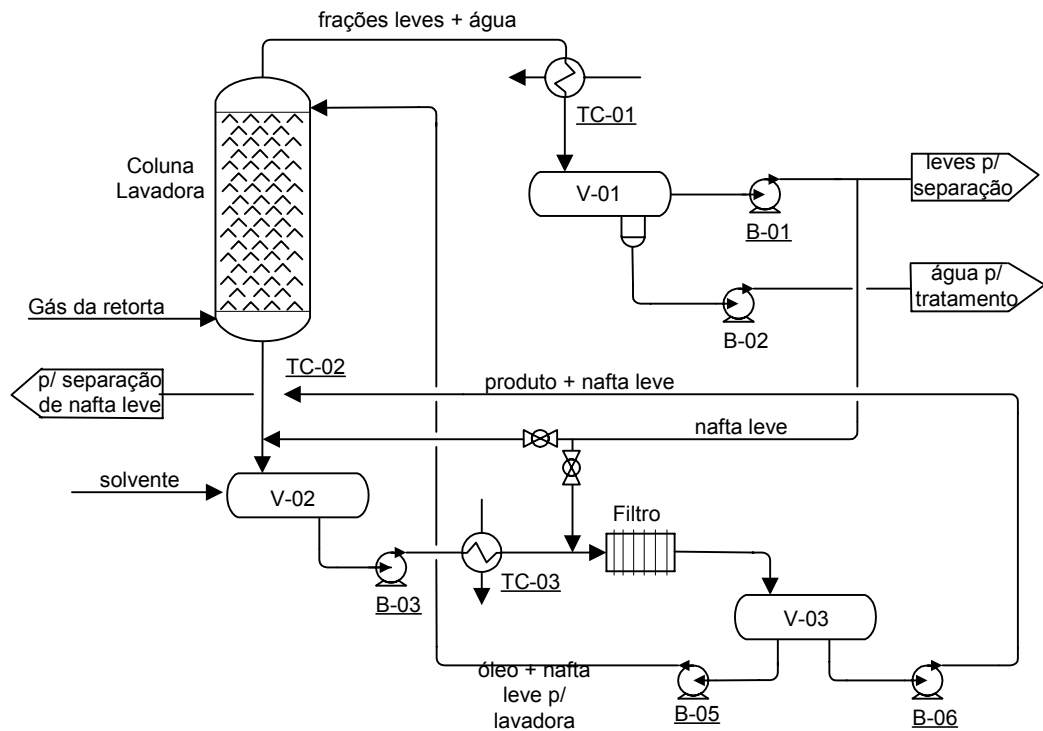 frações leves + água
TC-01
Coluna
Lavadora
V-01
leves p/
separação
B-01
água p/
tratamento
Gás da retorta
B-02
TC-02
p/ separação
de nafta leve
produto + nafta leve
nafta leve
solvente
V-02
Filtro
TC-03
B-03
V-03
óleo + nafta
leve p/
lavadora
B-05
B-06